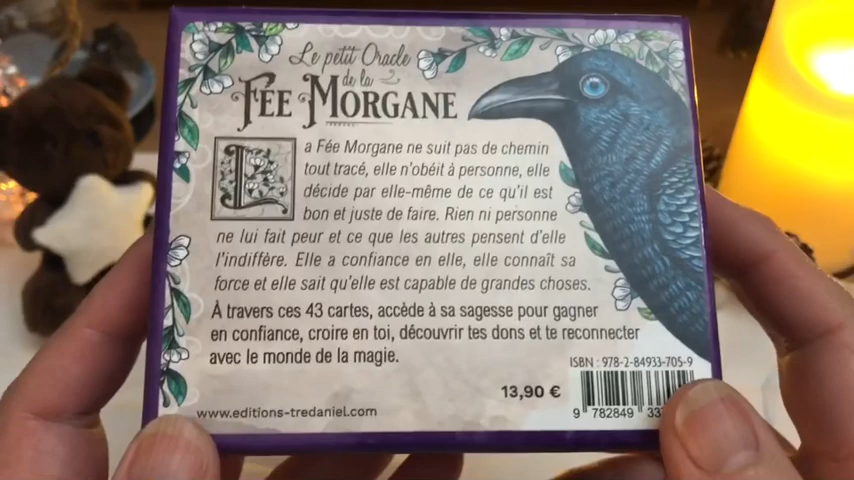 Le petit Oracle
de la
FÉE MORGANE
La Fée Morgane ne suit pas de chemin
tout tracé, elle n'obéit à personne, elle
décide par elle-même de ce qu'il est
bon et juste de faire. Rien ni personne
ne lui fait peur et ce que les autres pensent d'elle
l'indiffère. Elle a confiance en elle, elle connaît sa
force et elle sait qu'elle est capable de grandes choses.
À travers ces 43 cartes, accède à sa sagesse pour gagner
en confiance, croire en toi, découvrir tes dons et te reconnecter
avec le monde de la magie.
ISBN : 978-2-84933-705-9
13,90 €
www.editions-tredaniel.com
9 782849 33